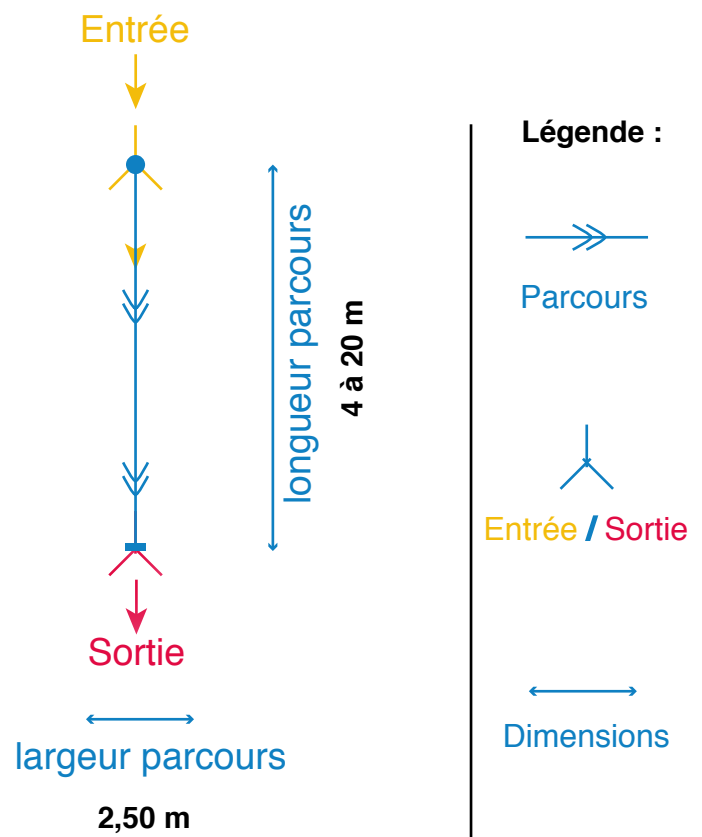 Entrée
longueur parcours
4 à 20 m
Sortie
largeur parcours
2,50 m
Légende :
Parcours
Entrée / Sortie
Dimensions